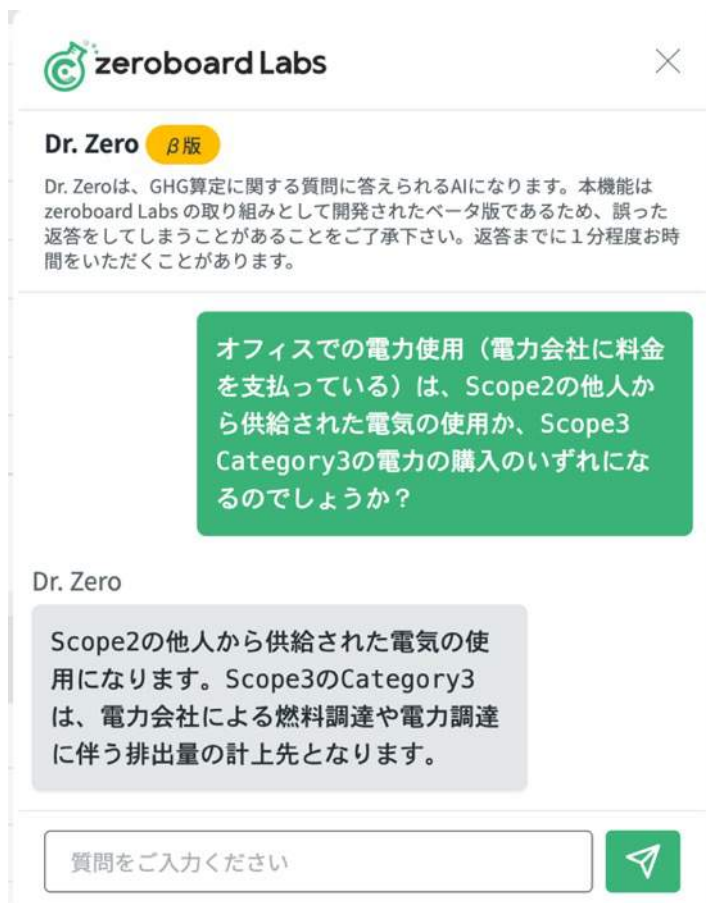 zeroboard Labs
Dr. Zero β版
Dr. Zeroは、GHG算定に関する質問に答えられるAIになります。本機能は
zeroboard Labs の取り組みとして開発されたベータ版であるため、誤った
返答をしてしまうことがあることをご了承下さい。返答までに１分程度お時
間をいただくことがあります。
オフィスでの電力使用（電力会社に料金
を支払っている）は、Scope2の他人か
ら供給された電気の使用か、Scope3
Category3の電力の購入のいずれにな
るのでしょうか？
Dr. Zero
Scope2の他人から供給された電気の使
用になります。Scope3のCategory3
は、電力会社による燃料調達や電力調達
に伴う排出量の計上先となります。
質問をご入力ください